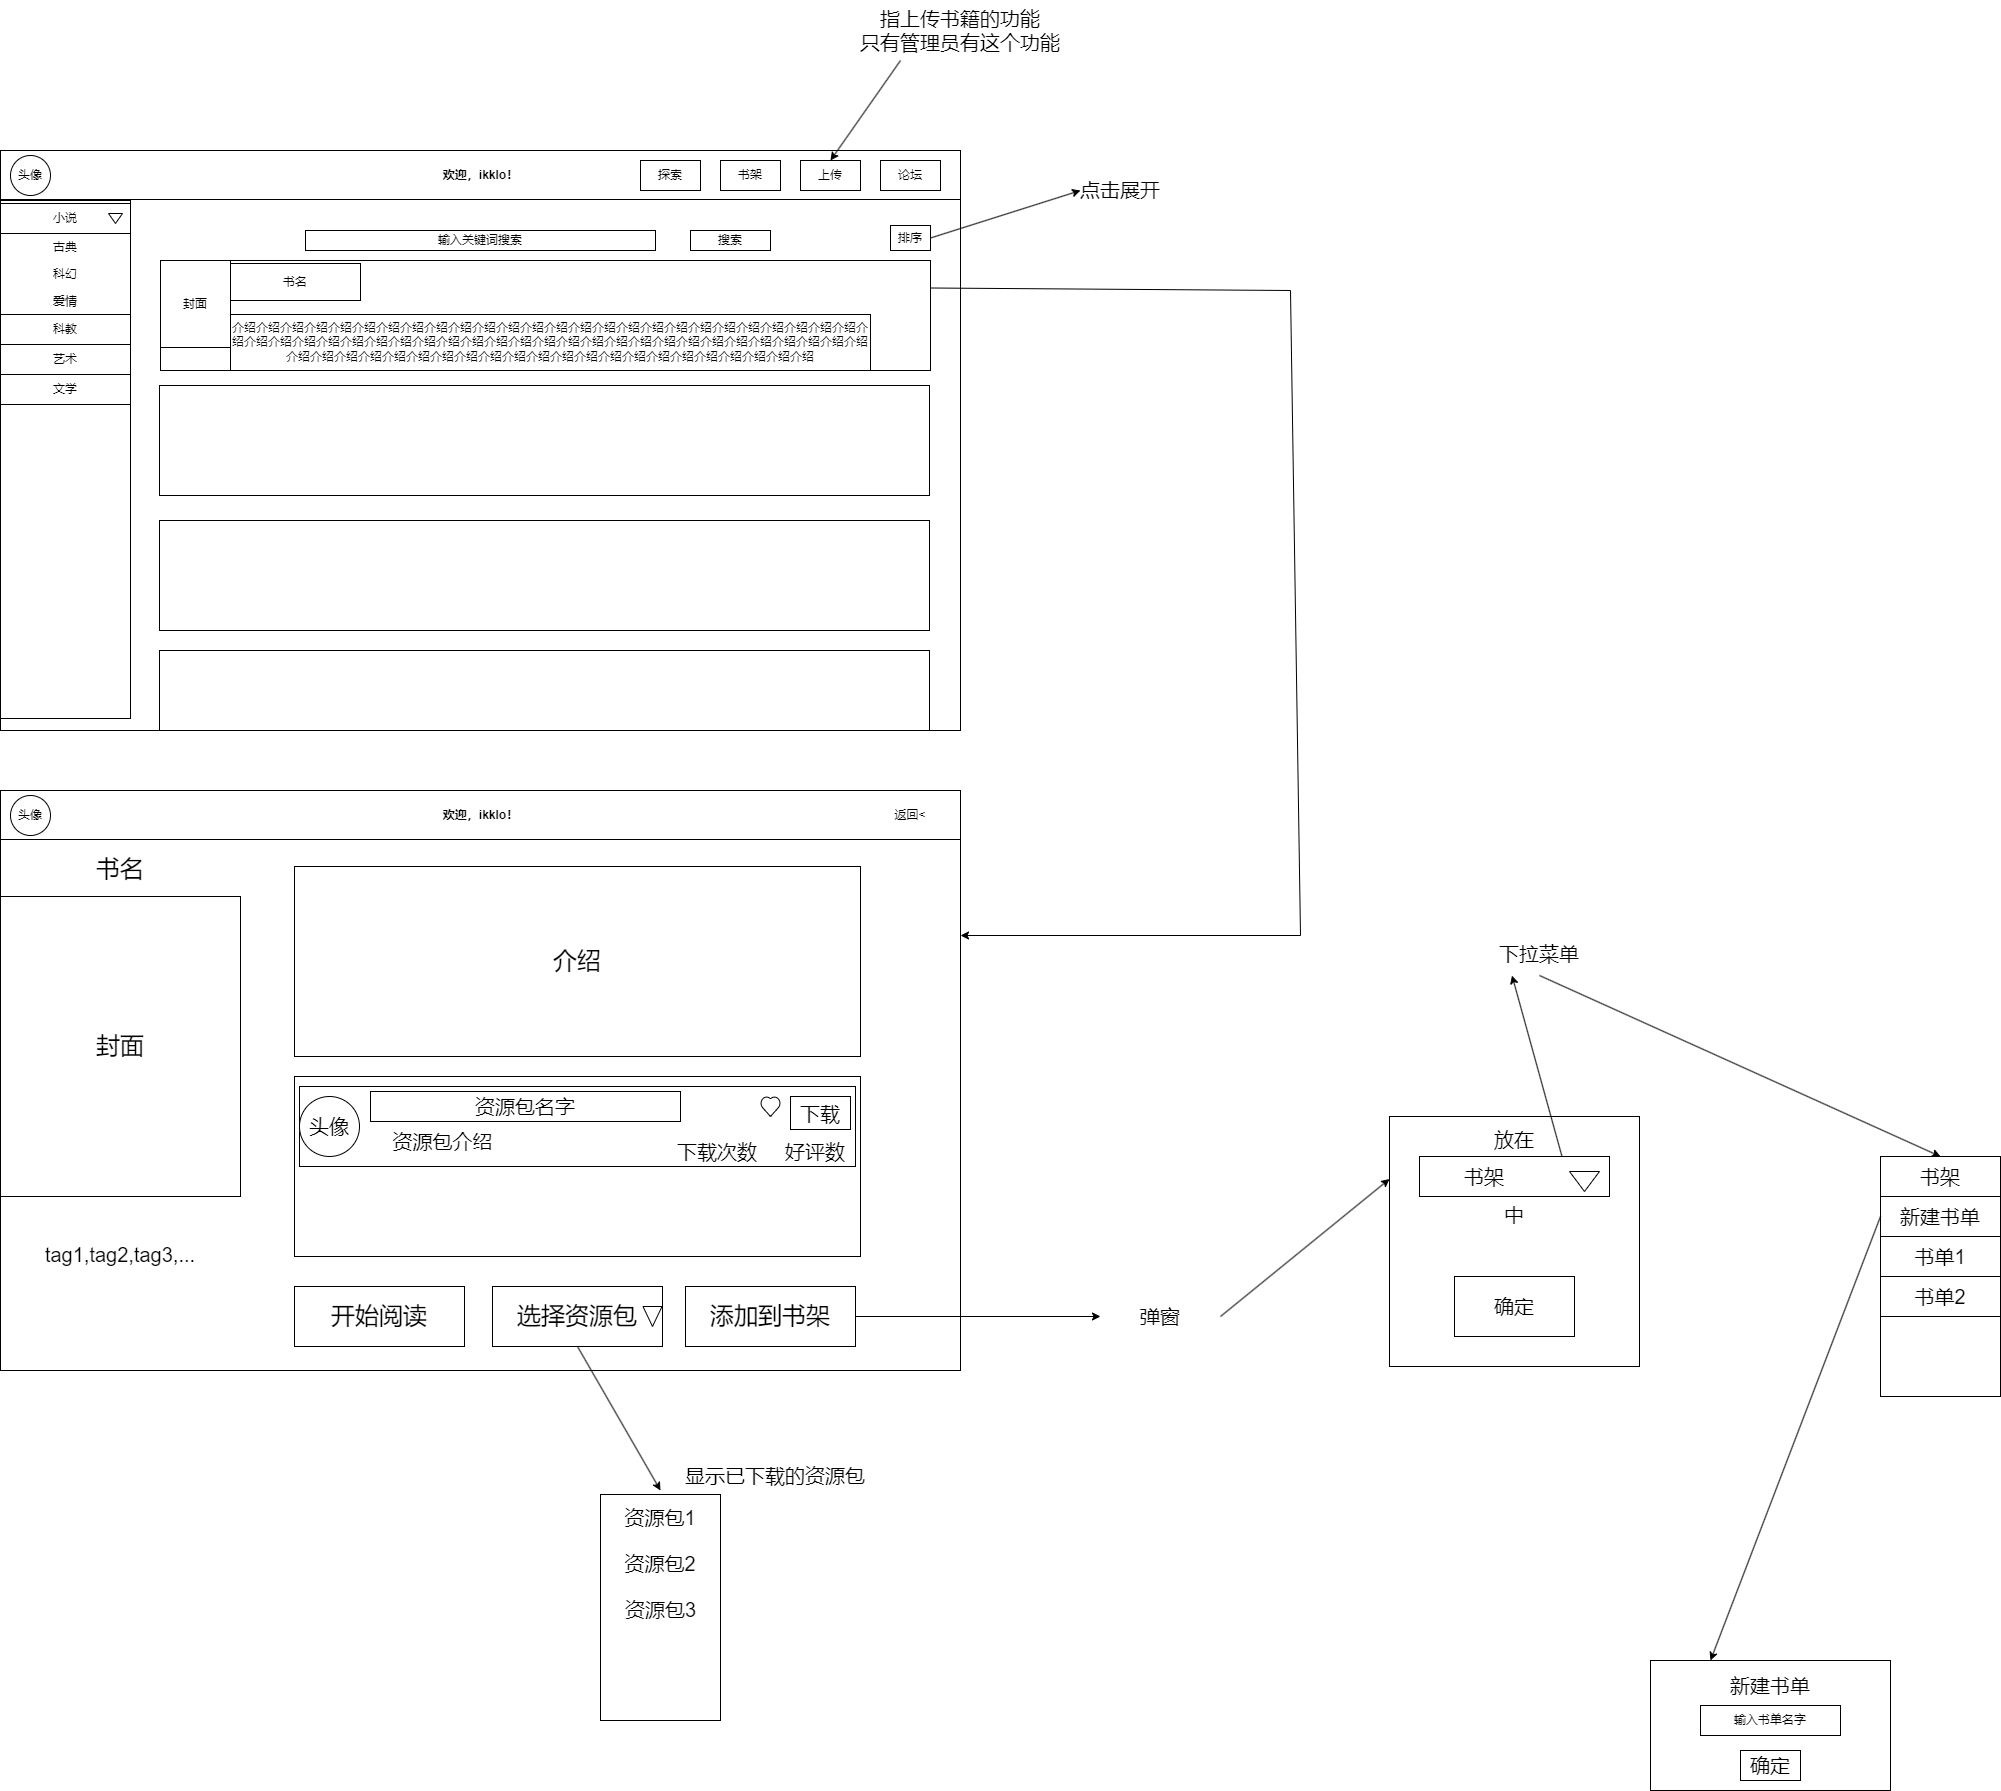 指上传书籍的功能
只有管理员有这个功能
头像
欢迎，ikklo！
探索
书架
上传
论坛
点击展开
小说
古典
科幻
爱情
科教
艺术
文学
输入关键词搜索
搜索
排序
封面
书名
介绍介绍介绍介绍介绍介绍介绍介绍介绍介绍介绍介绍介绍介绍介绍介绍介绍介绍介绍介绍介绍介绍介绍介绍介绍介绍介
绍介绍介绍介绍介绍介绍介绍介绍介绍介绍介绍介绍介绍介绍介绍介绍介绍介绍介绍介绍介绍介绍介绍介绍介绍介绍介绍
介绍介绍介绍介绍介绍介绍介绍介绍介绍介绍介绍介绍介绍介绍介绍介绍介绍介绍介绍介绍介绍介绍
头像
欢迎，ikklo！
返回<
书名
封面
tag1,tag2,tag3,...
介绍
头像
资源包名字
资源包介绍
下载
下载次数
好评数
开始阅读
选择资源包
添加到书架
弹窗
下拉菜单
放在
书架
中
确定
书架
新建书单
书单1
书单2
显示已下载的资源包
资源包1
资源包2
资源包3
新建书单
输入书单名字
确定